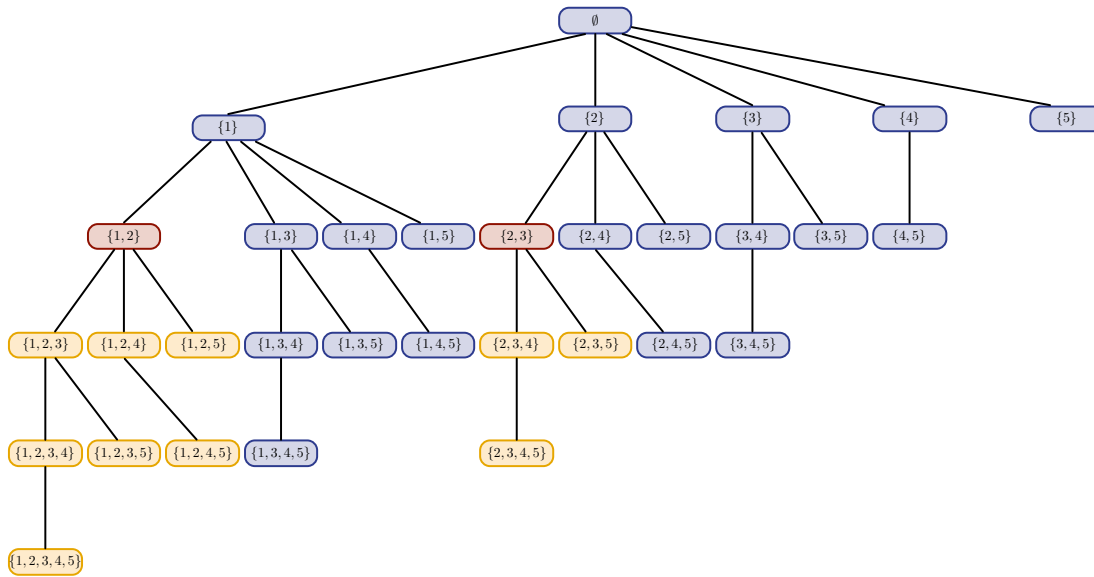 ∅
{1}
{2}
{3}
{4}
{5}
{1, 2}
{1, 3}
{1, 4}
{1, 5}
{2, 3}
{2, 4}
{2, 5}
{3, 4}
{3, 5}
{4, 5}
{1, 2, 3}
{1, 2, 4}
{1, 2, 5}
{1, 3, 4}
{1, 3, 5}
{1, 4, 5}
{2, 3, 4}
{2, 3, 5}
{2, 4, 5}
{3, 4, 5}
{1, 2, 3, 4}
{1, 2, 3, 5}
{1, 2, 4, 5}
{1, 3, 4, 5}
{2, 3, 4, 5}
{1, 2, 3, 4, 5}